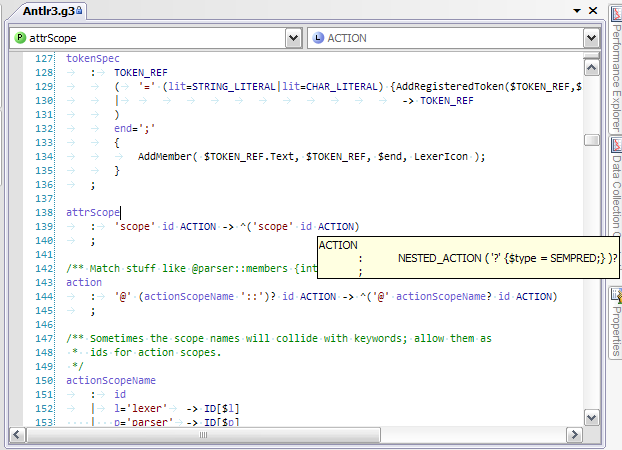 Antlr3.g3
attrScope
ACTION
127 tokenSpec
128 : TOKEN_REF
129 ( '=' (lit=STRING_LITERAL|lit=CHAR_LITERAL) {AddRegisteredToken($TOKEN_REF,$
130 | -> TOKEN_REF
131 )
132 end=';'
133 {
134 AddMember( $TOKEN_REF.Text, $TOKEN_REF, $end, LexerIcon );
135 }
136 ;
137
138 attrScope
139 : 'scope' id ACTION -> ^('scope' id ACTION)
140 ;
141
142 /** Match stuff like @parser::members {int
143 action
144 : '@' (actionScopeName '::')? id ACTION -> ^('@' actionScopeName? id ACTION)
145 ;
146
147 /** Sometimes the scope names will collide with keywords; allow them as
148 * ids for action scopes.
149 */
150 actionScopeName
151 : id
152 | l='lexer' -> ID[$l]
153 | p='parser' -> ID[$p]
ACTION
: NESTED_ACTION ( '?' {$type = SEMPRED;} )?
;
Performance Explorer
Data Collection
Properties